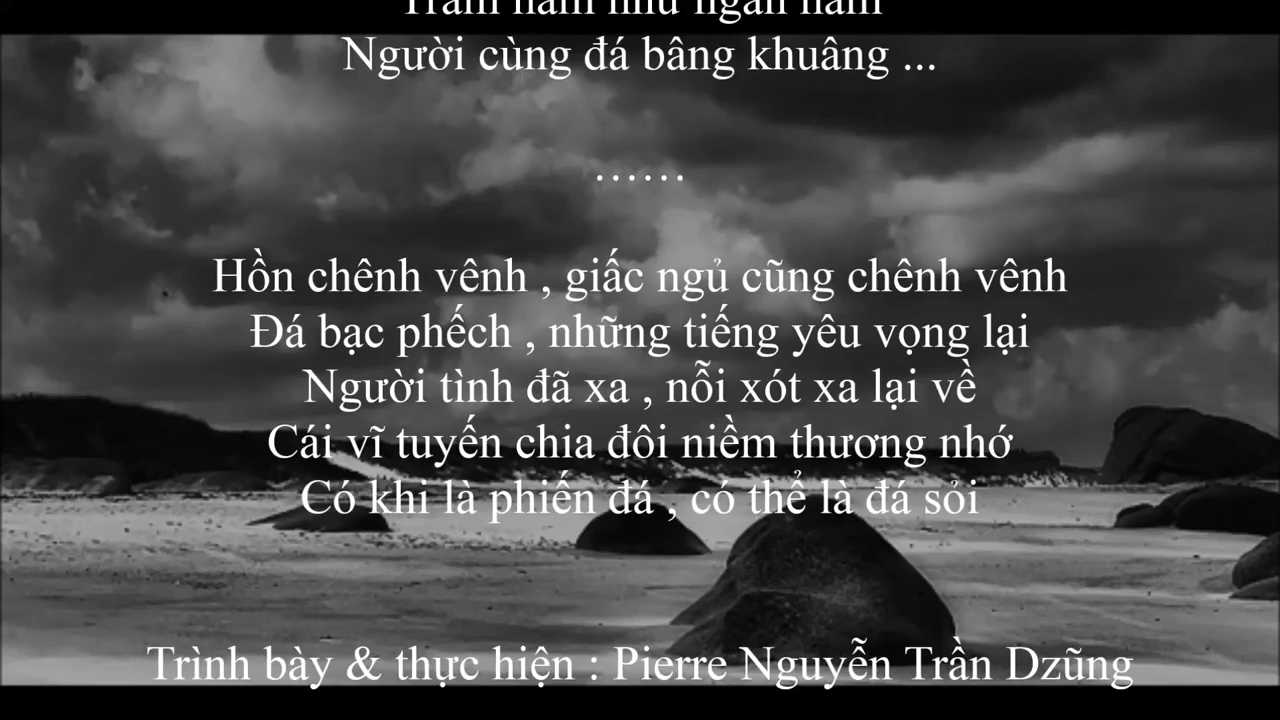 Trăm năm như ngàn năm
Người cùng đá bâng khuâng ...
......
Hồn chênh vênh , giấc ngủ cũng chênh vênh
Đá bạc phếch , những tiếng yêu vọng lại
Người tình đã xa , nỗi xót xa lại về
Cái vĩ tuyến chia đôi niềm thương nhớ
Có khi là phiến đá , có thể là đá sỏi
Trình bày & thực hiện : Pierre Nguyễn Trần Dzũng